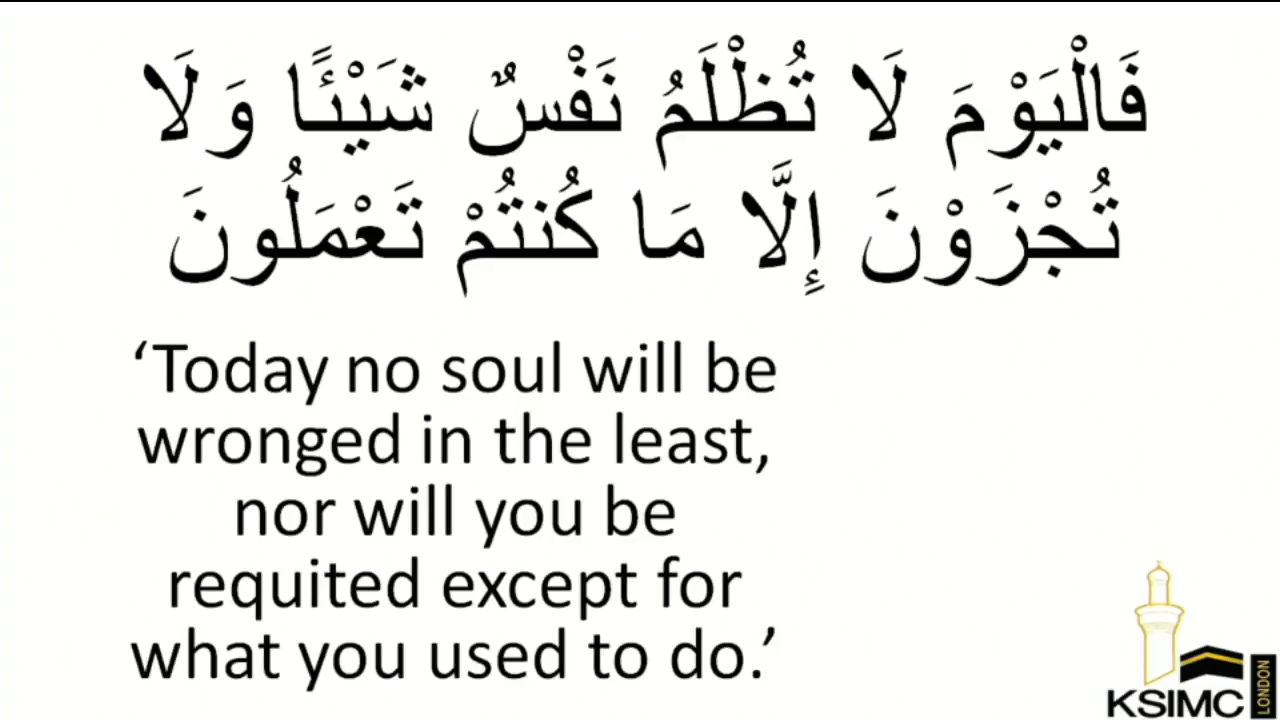 فَالْيَوْمَ لَا تُظْلَمُ نَفْسٌ شَيْئًا وَلَا
تُجْزَوْنَ إِلَّا مَا كُنتُمْ تَعْمَلُونَ
‘Today no soul will be
wronged in the least,
nor will you be
requited except for
what you used to do.’
KSIMC
LONDON